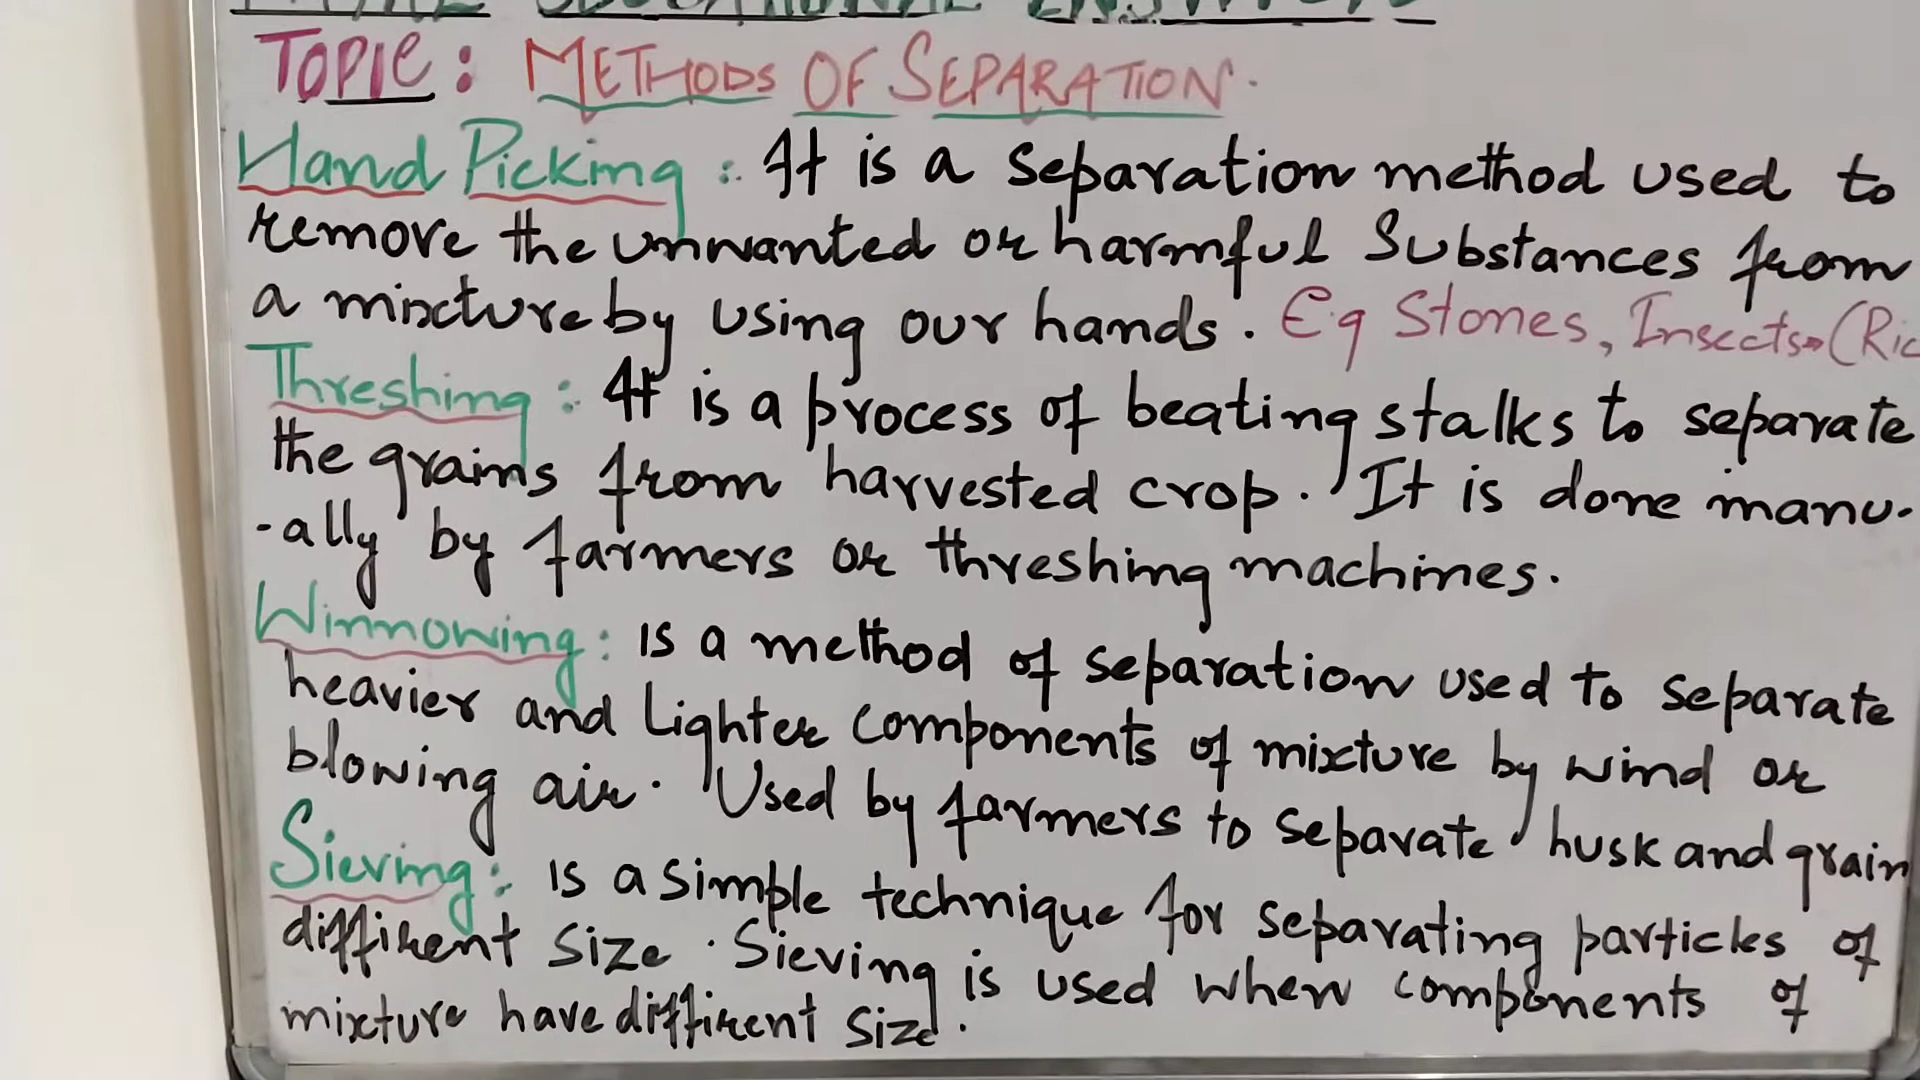 TOPIC: METHODS OF SEPARATION.
Hand Picking: It is a separation method used to
remove the unwanted or harmful Substances from
a mixture by using our hands. Eg Stones, Insects→(Ric
Threshing: It is a process of beating stalks to separate
the grains from harvested crop. It is done manu-
-ally by farmers or threshing machines.
Winnowing: is a method of separation used to separate
heavier and Lighter components of mixture by wind or
blowing air. Used by farmers to separate husk and grain
Sieving: is a simple technique for separating particles of
diffirent size. Sieving is used when components of
mixture have diffirent size.